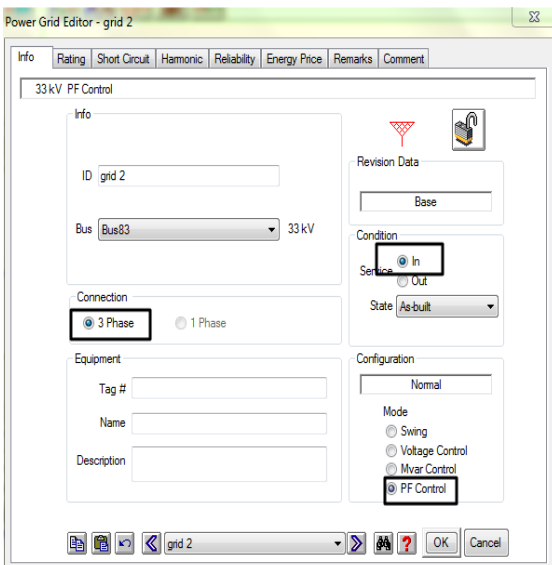 Power Grid Editor - grid 2
Info Rating Short Circuit Harmonic Reliability Energy Price Remarks Comment
33 kV PF Control
Info
ID grid 2
Bus Bus83 33 kV
Revision Data
Base
Condition
Service In
Out
State As-built
Connection
3 Phase 1 Phase
Equipment
Tag #
Name
Description
Configuration
Normal
Mode
Swing
Voltage Control
Mvar Control
PF Control
grid 2 ? OK Cancel